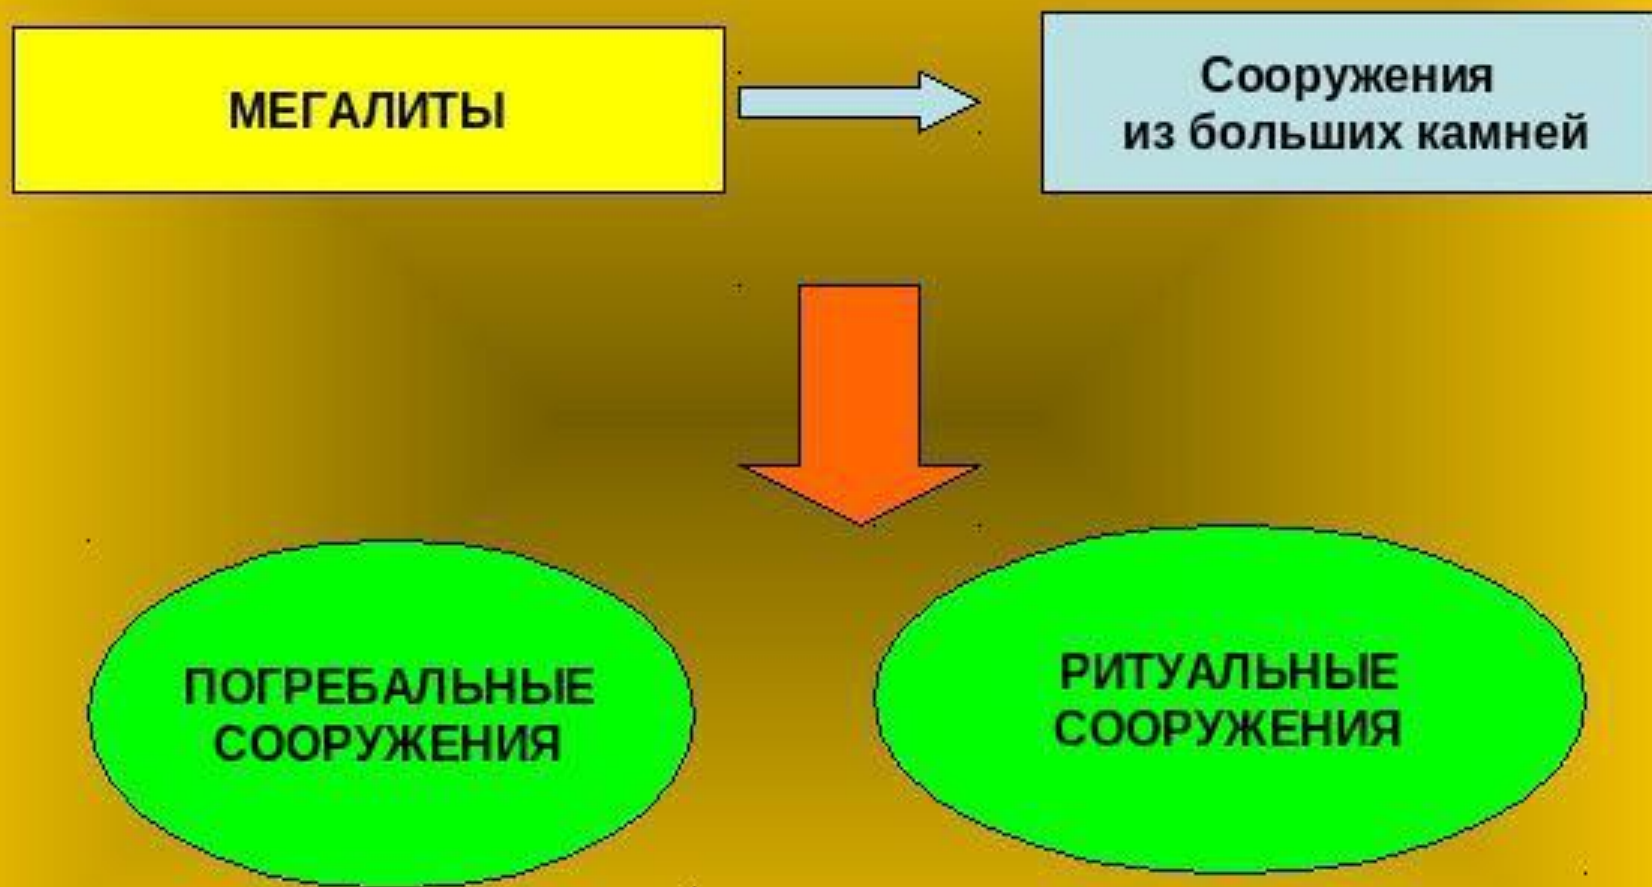 МЕГАЛИТЫ
Сооружения
из больших камней
ПОГРЕБАЛЬНЫЕ
СООРУЖЕНИЯ
РИТУАЛЬНЫЕ
СООРУЖЕНИЯ